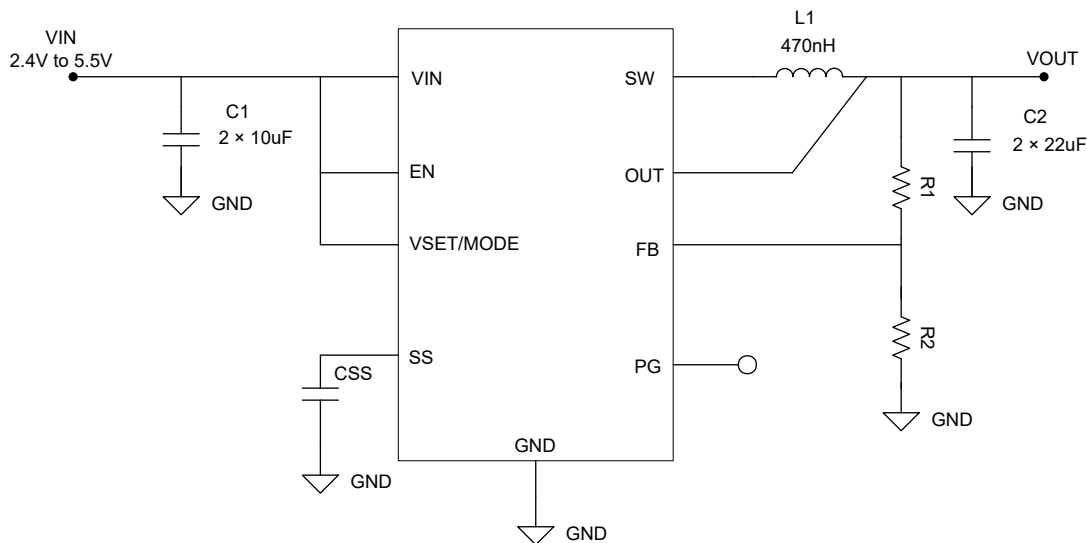 L1
470nH
VIN
2.4V to 5.5V
VOUT
VIN
SW
C1
2 × 10uF
C2
2 × 22uF
EN
OUT
R1
GND
GND
VSET/MODE
FB
R2
SS
CSS
PG
GND
GND
GND
GND